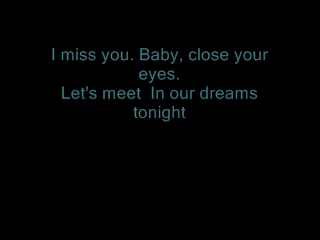 I miss you. Baby, close your
eyes.
Let's meet  In our dreams
tonight